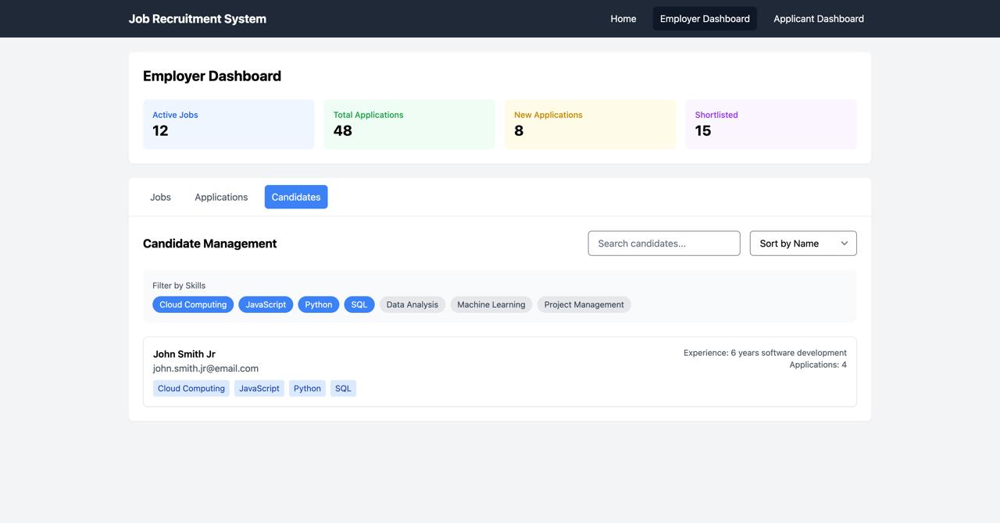 Job Recruitment System
Home Employer Dashboard Applicant Dashboard
Employer Dashboard
Active Jobs
12
Total Applications
48
New Applications
8
Shortlisted
15
Jobs Applications Candidates
Candidate Management
Search candidates...
Sort by Name
Filter by Skills
Cloud Computing JavaScript Python SQL Data Analysis Machine Learning Project Management
John Smith Jr
john.smith.jr@email.com
Cloud Computing JavaScript Python SQL
Experience: 6 years software development
Applications: 4